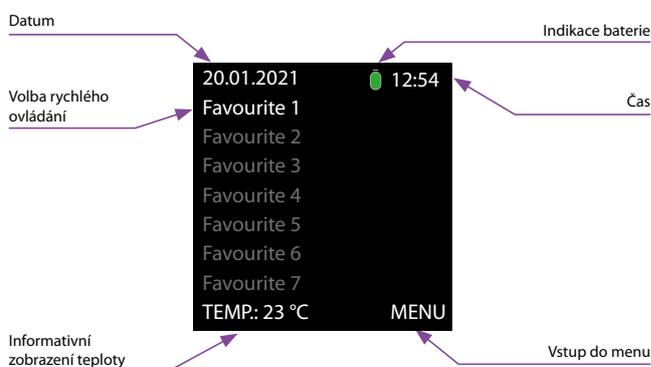 Datum
Indikace baterie
20.01.2021 12:54
Volba rychlého
ovládání
Čas
Favourite 1
Favourite 2
Favourite 3
Favourite 4
Favourite 5
Favourite 6
Favourite 7
TEMP.: 23 °C MENU
Informativní
zobrazení teploty
Vstup do menu